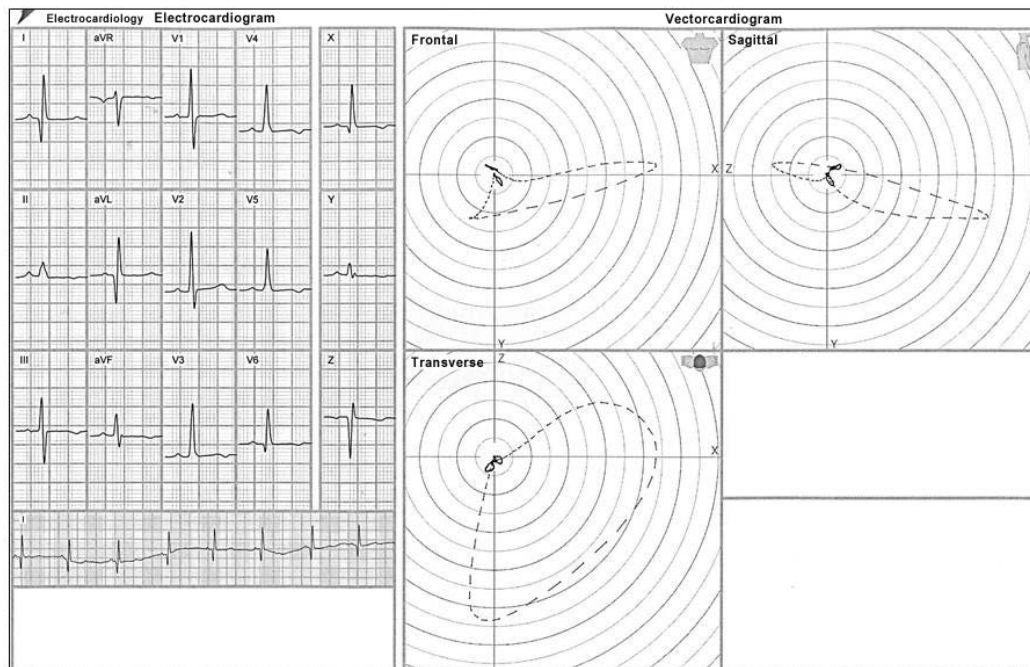 Electrocardiology Electrocardiogram
Vectorcardiogram
I
aVR
V1
V4
X
Frontal
X
Y
Sagittal
Z
Y
II
aVL
V2
V5
Y
III
aVF
V3
V6
Z
Transverse
Z
X
I